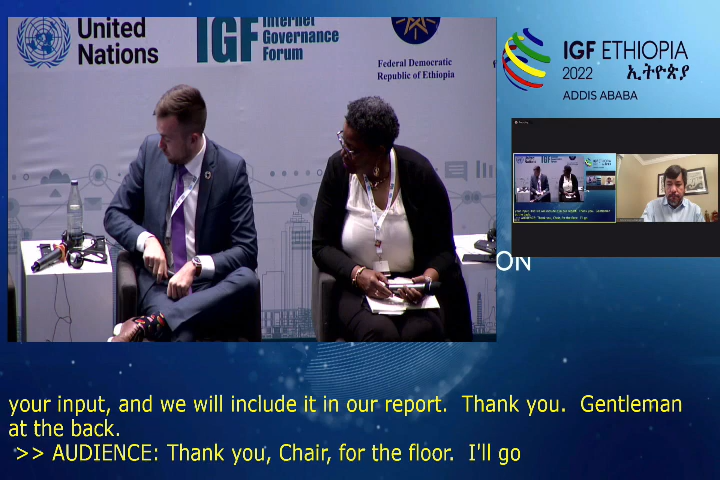 United
Nations
IGF
Internet
Governance
Forum
Federal Democratic
Republic of Ethiopia
IGF ETHIOPIA
2022 ኢትዮጵያ
ADDIS ABABA
ON
your input, and we will include it in our report. Thank you. Gentleman
at the back.
>> AUDIENCE: Thank you, Chair, for the floor. I'll go